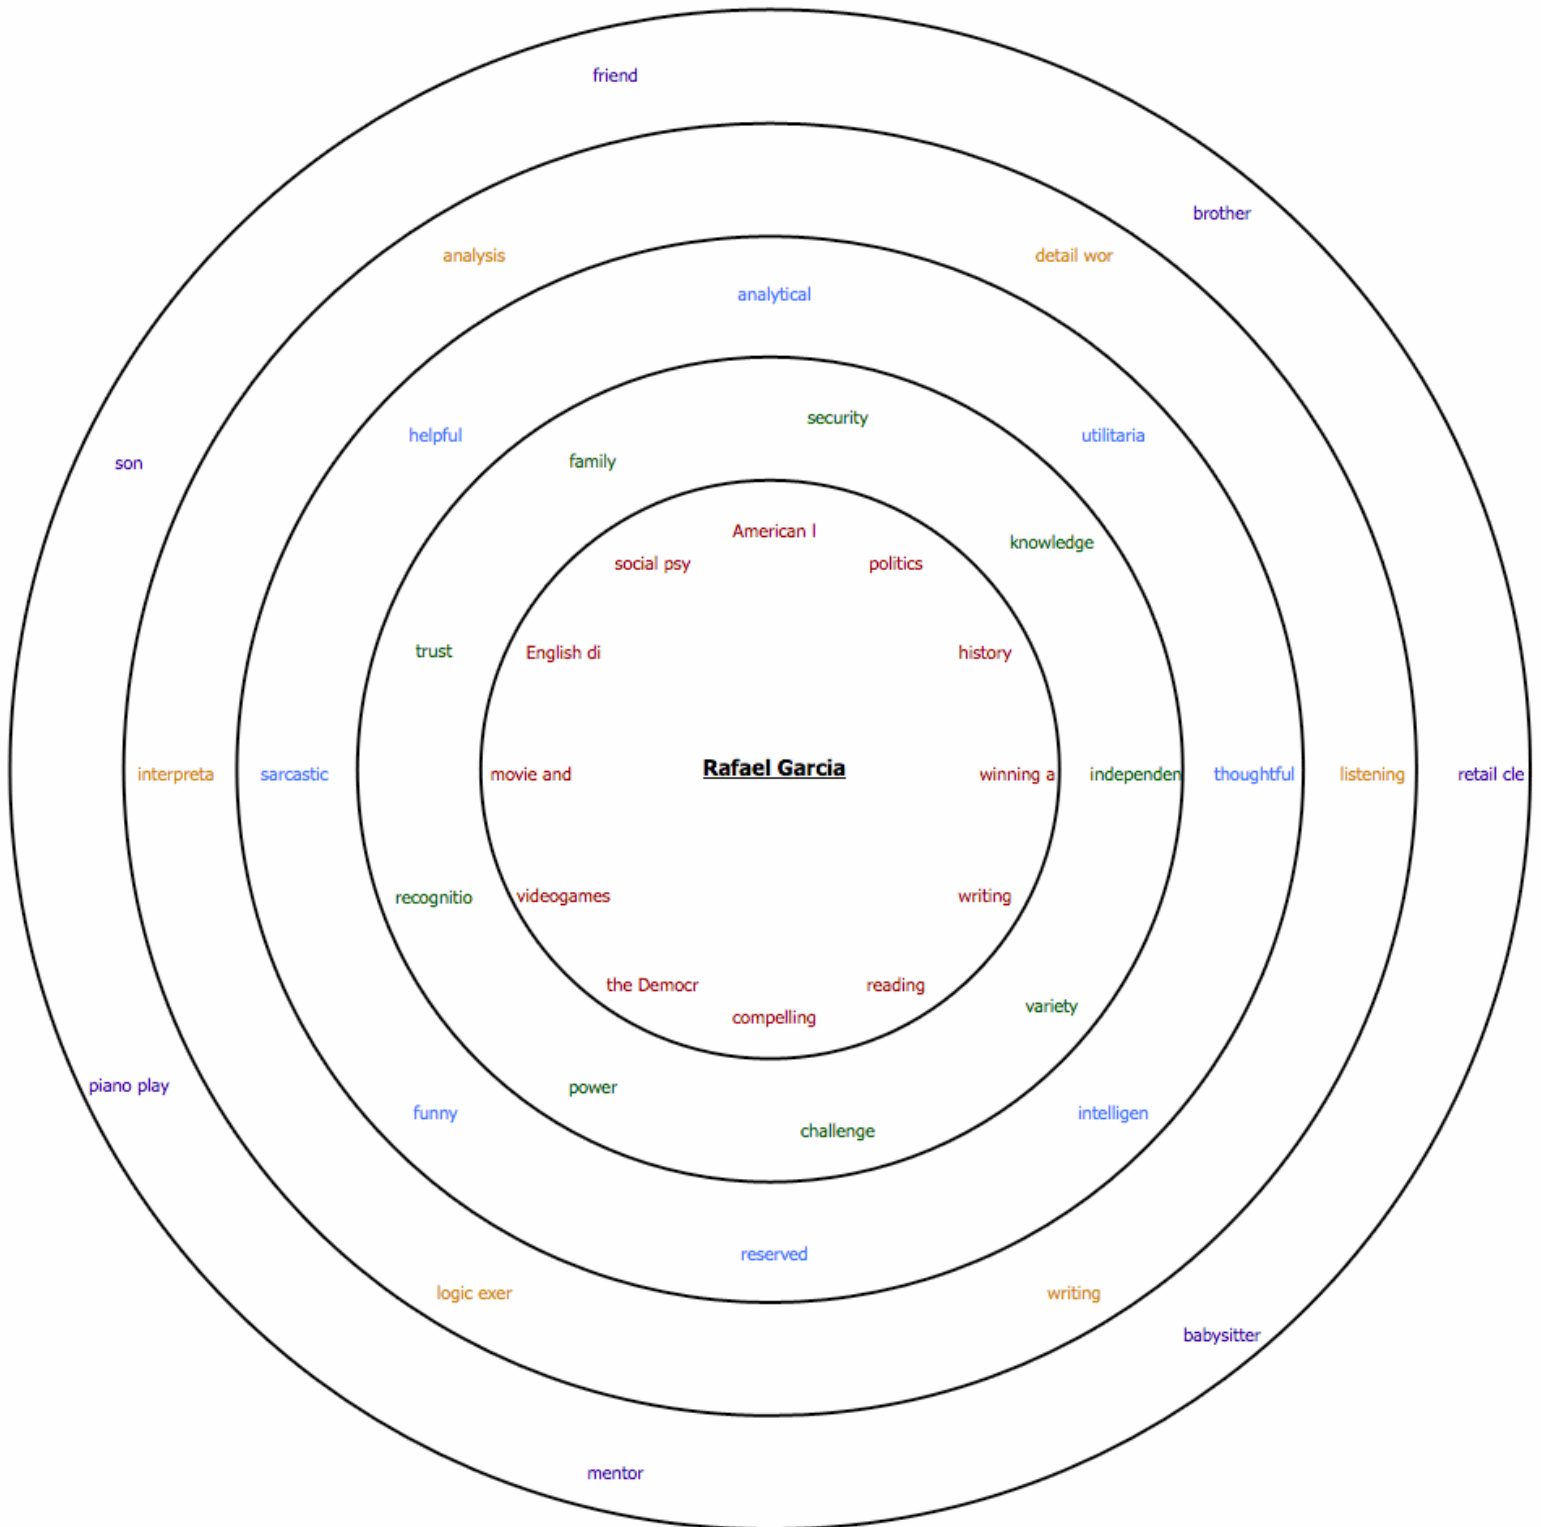 friend
brother
analysis
detail wor
analytical
security
helpful
utilitaria
family
son
American l
knowledge
social psy
politics
trust
English di
history
Rafael Garcia
interpreta
sarcastic
movie and
winning a
independen
thoughtful
listening
retail cle
recognitio
videogames
writing
the Democr
reading
variety
compelling
piano play
power
funny
intelligen
challenge
reserved
logic exer
writing
babysitter
mentor